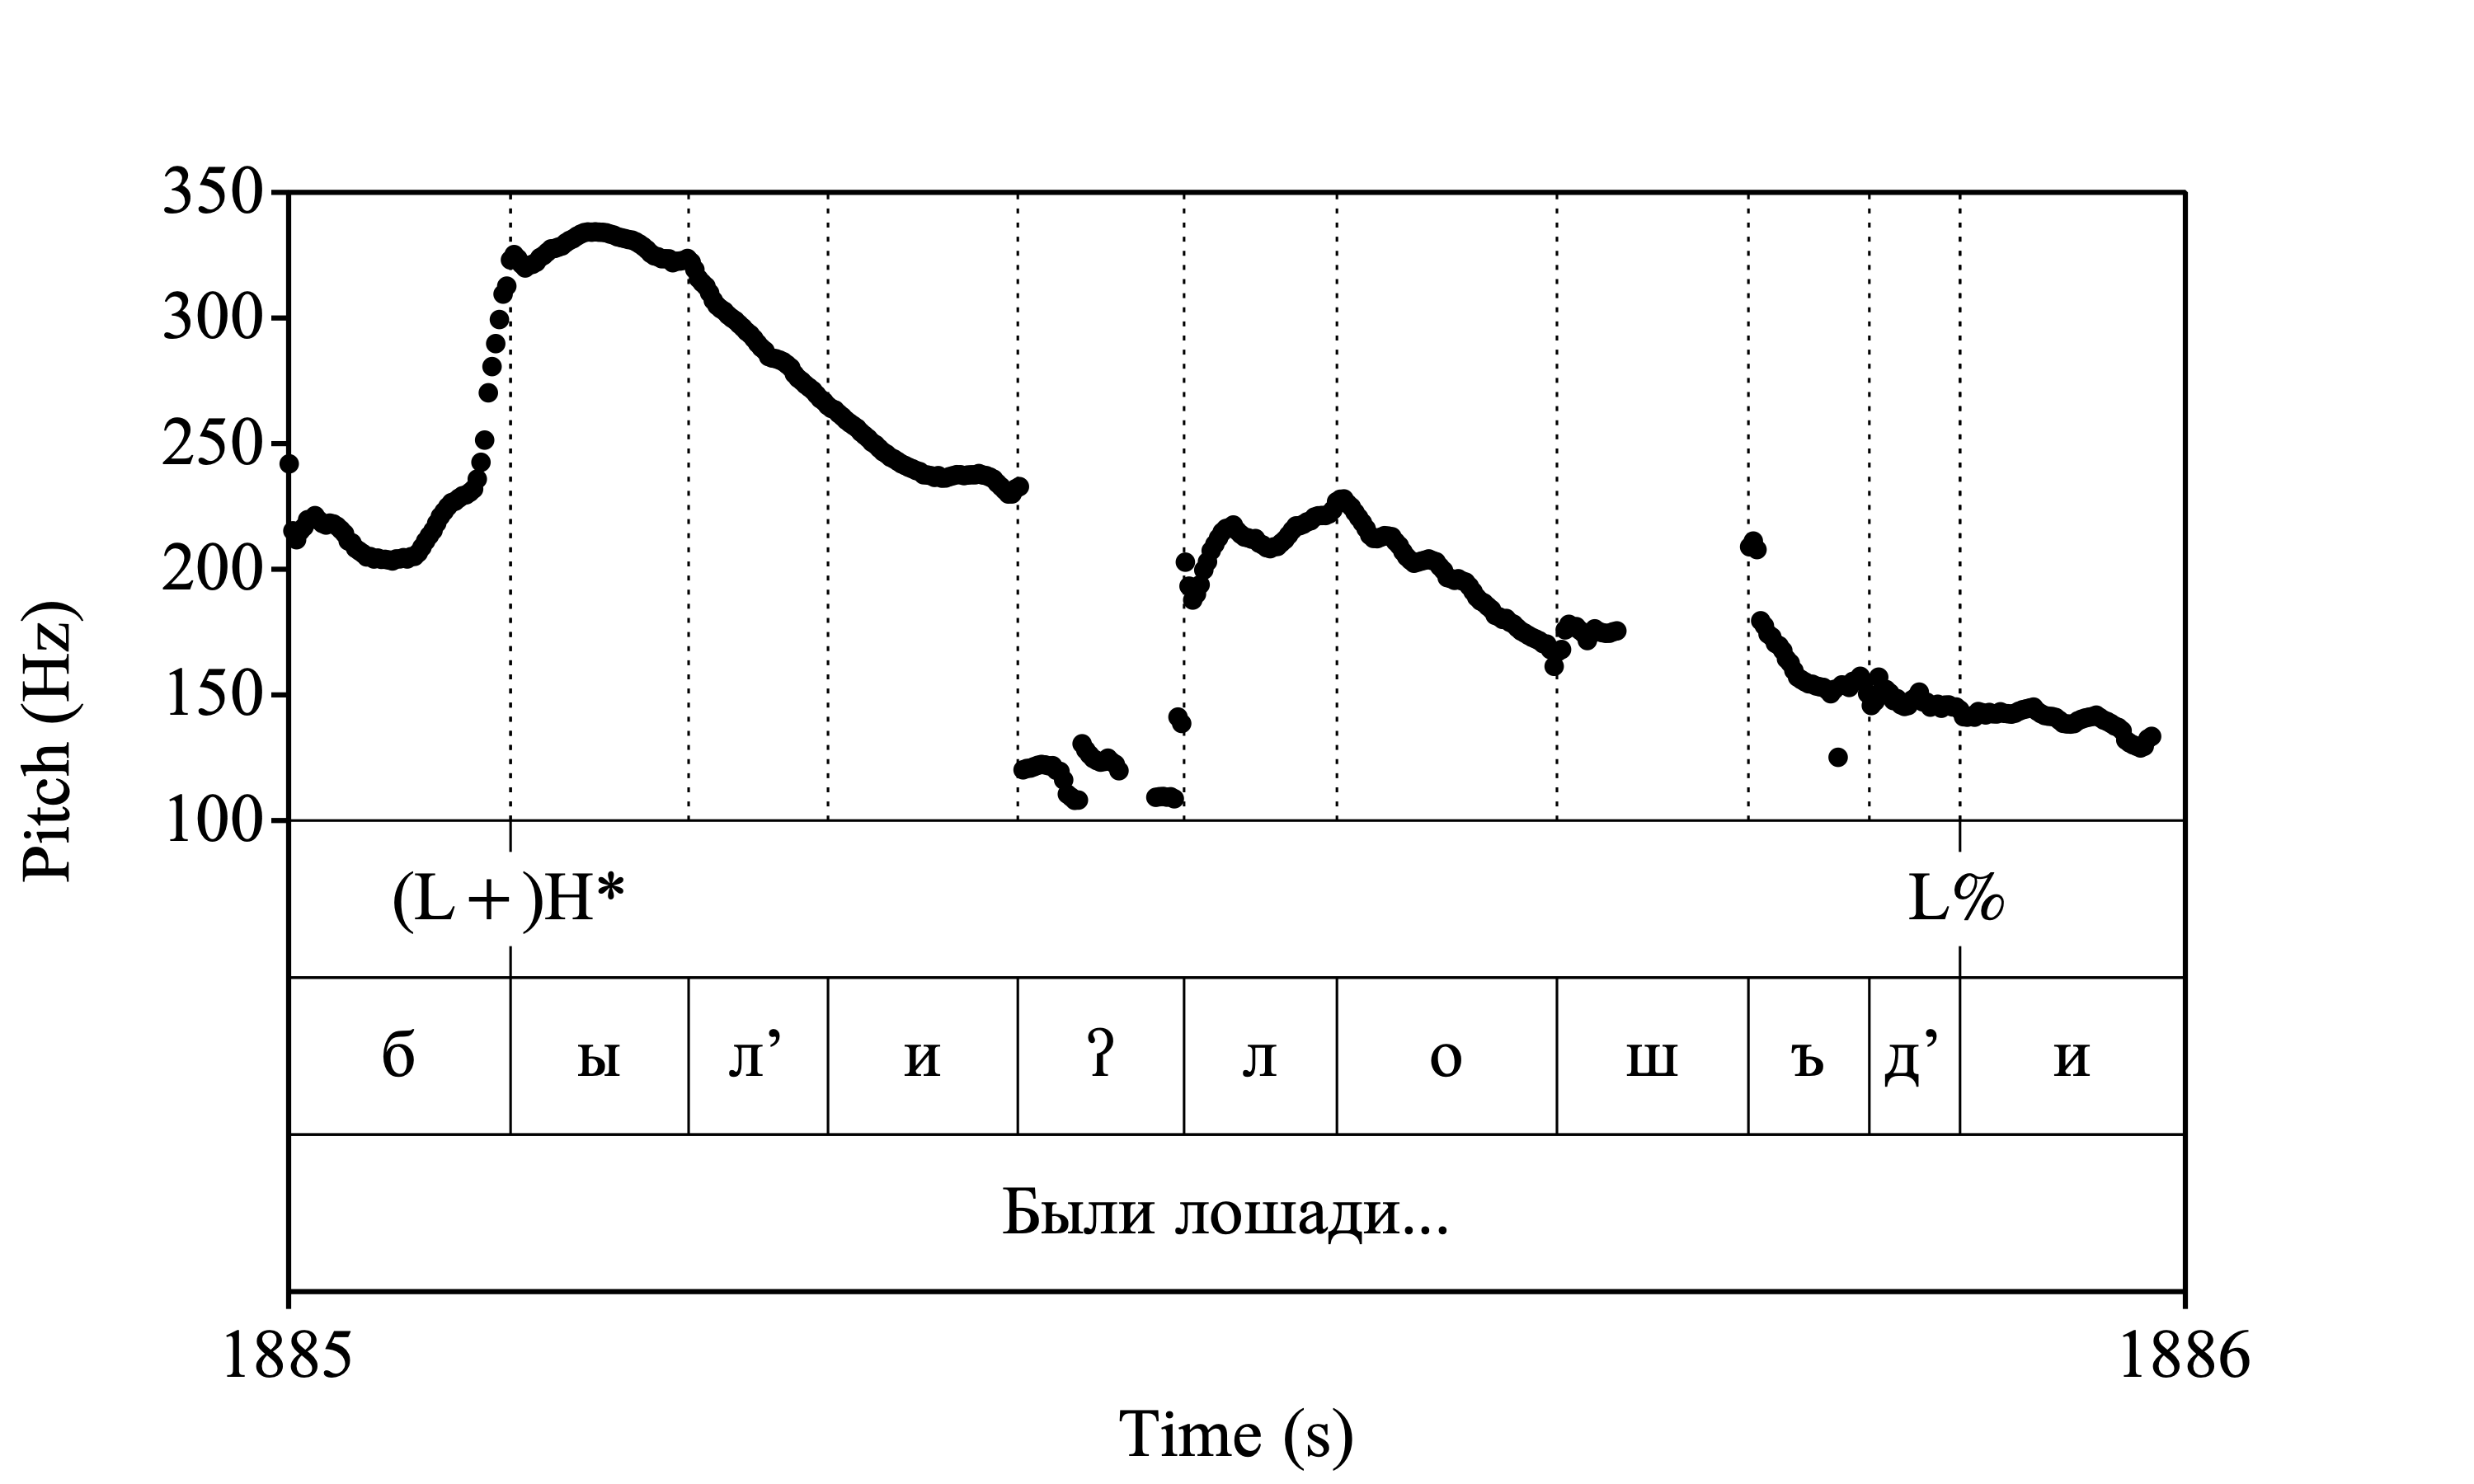 Pitch (Hz)
350
300
250
200
150
100
(L+)H* L%
б ы л’ и ʔ л о ш ъ д’ и
Были лошади...
1885 1886
Time (s)